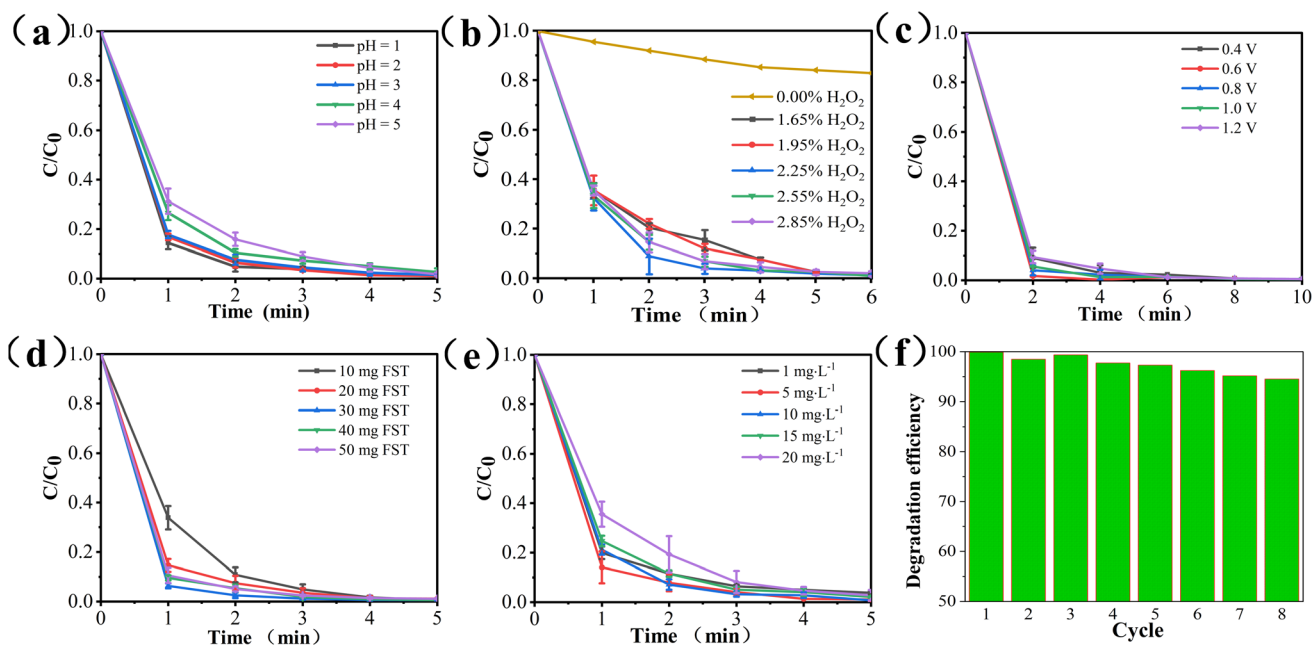 (a)
1.0
0.8
0.6
0.4
0.2
0.0
C/C0
0
1
2
3
4
5
Time (min)
pH = 1
pH = 2
pH = 3
pH = 4
pH = 5
(b)
1.0
0.8
0.6
0.4
0.2
0.0
C/C0
0
1
2
3
4
5
6
Time（min）
0.00% H2O2
1.65% H2O2
1.95% H2O2
2.25% H2O2
2.55% H2O2
2.85% H2O2
(c)
1.0
0.8
0.6
0.4
0.2
0.0
C/C0
0
2
4
6
8
10
Time（min）
0.4 V
0.6 V
0.8 V
1.0 V
1.2 V
(d)
1.0
0.8
0.6
0.4
0.2
0.0
C/C0
0
1
2
3
4
5
Time（min）
10 mg FST
20 mg FST
30 mg FST
40 mg FST
50 mg FST
(e)
1.0
0.8
0.6
0.4
0.2
0.0
C/C0
0
1
2
3
4
5
Time（min）
1 mg·L-1
5 mg·L-1
10 mg·L-1
15 mg·L-1
20 mg·L-1
(f)
100
90
80
70
60
50
Degradation efficiency
1
2
3
4
5
6
7
8
Cycle